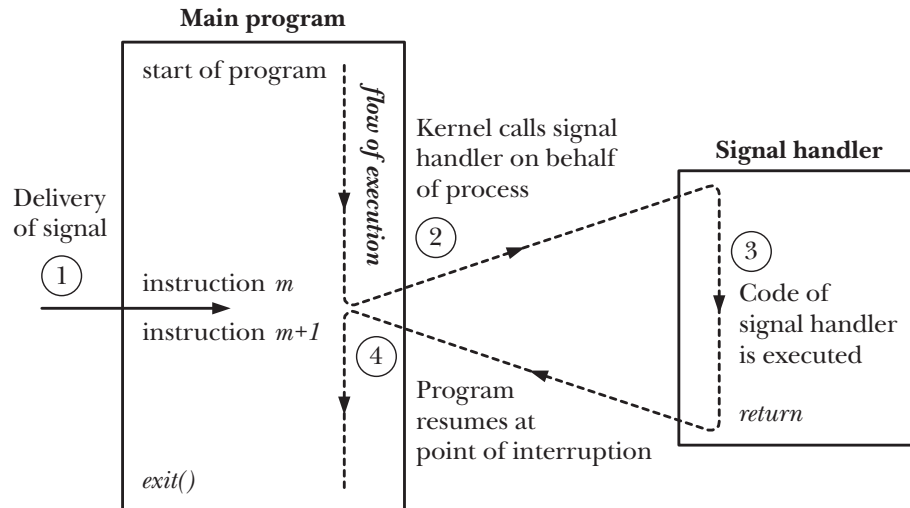 Main program
start of program
flow of execution
Kernel calls signal
handler on behalf
of process
Signal handler
Delivery
of signal
1
2
3
instruction m
instruction m+1
4
Code of
signal handler
is executed
Program
resumes at
point of interruption
return
exit()